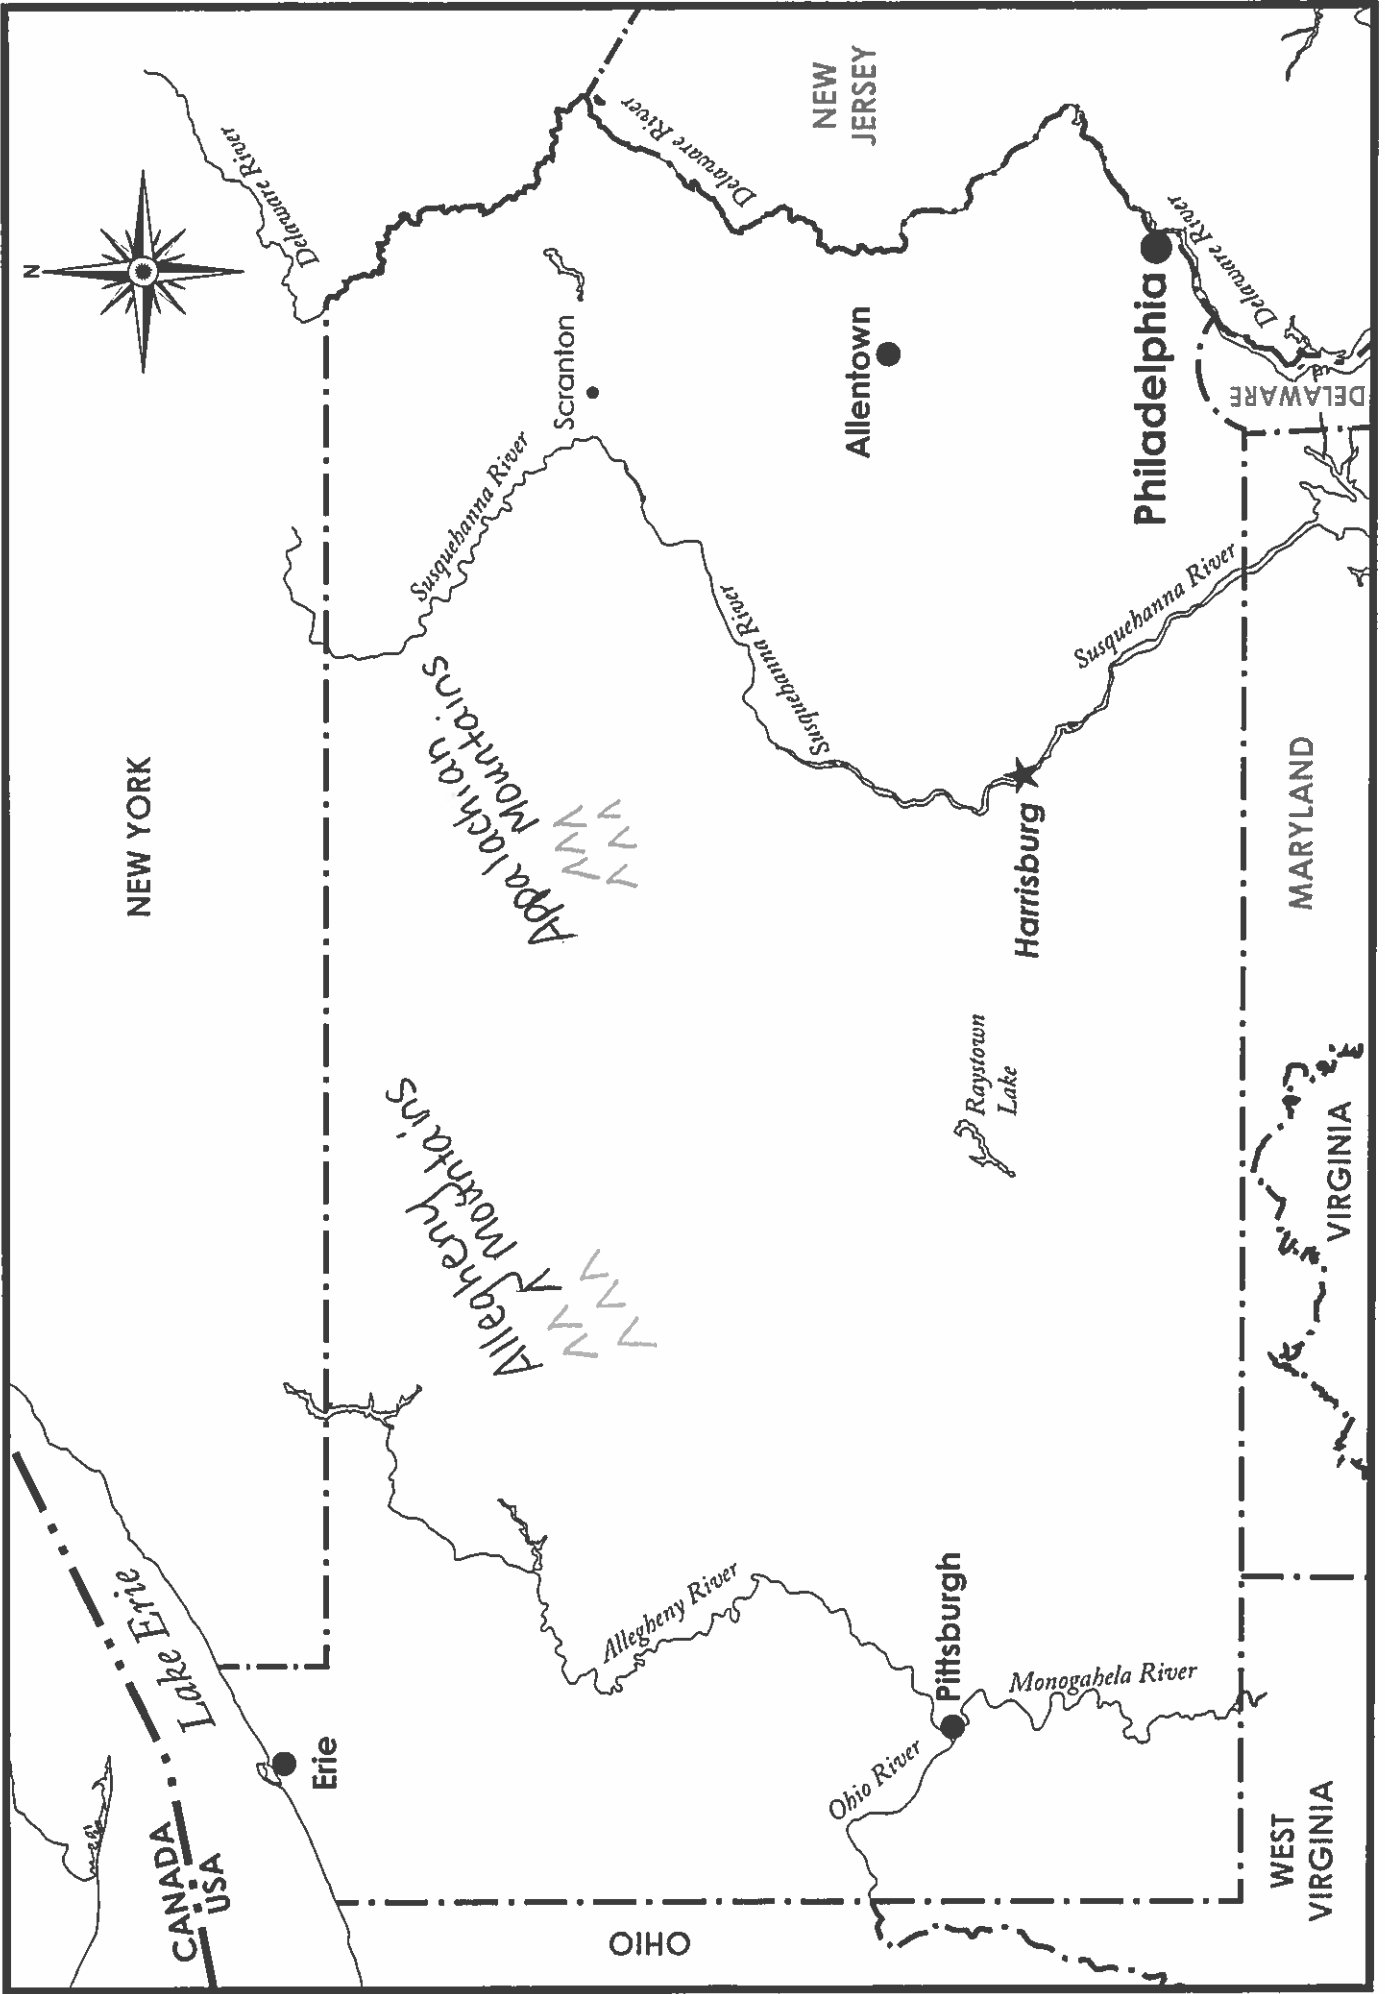 N
NEW YORK
CANADA
USA
Lake Erie
Erie
Delaware River
Delaware River
Delaware River
NEW
JERSEY
Scranton
Susquehanna River
Susquehanna River
Susquehanna River
Appalachian
Mountains
Allegheny
Mountains
Allegheny River
Allentown
OHIO
Ohio River
Pittsburgh
Monogahela River
Raystown
Lake
Harrisburg
Philadelphia
WEST
VIRGINIA
VIRGINIA
MARYLAND
DELAWARE